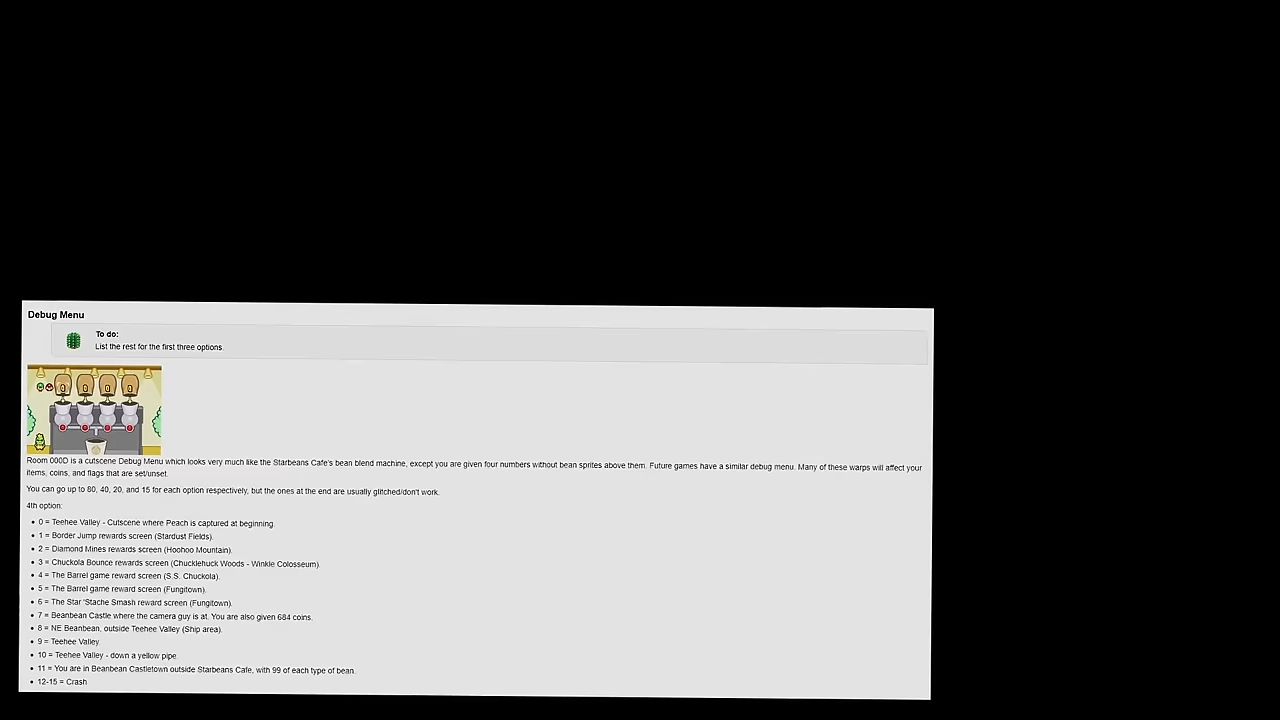 Debug Menu
To do:
List the rest for the first three options.
Room 000D is a cutscene Debug Menu which looks very much like the Starbeans Cafe's bean blend machine, except you are given four numbers without bean sprites above them. Future games have a similar debug menu. Many of these warps will affect your
items, coins, and flags that are set/unset.
You can go up to 80, 40, 20, and 15 for each option respectively, but the ones at the end are usually glitched/don't work.
4th option:
• 0 = Teehee Valley - Cutscene where Peach is captured at beginning.
• 1 = Border Jump rewards screen (Stardust Fields).
• 2 = Diamond Mines rewards screen (Hoohoo Mountain).
• 3 = Chuckola Bounce rewards screen (Chucklehuck Woods - Winkle Colosseum).
• 4 = The Barrel game reward screen (S.S. Chuckola).
• 5 = The Barrel game reward screen (Fungitown).
• 6 = The Star 'Stache Smash reward screen (Fungitown).
• 7 = Beanbean Castle where the camera guy is at. You are also given 684 coins.
• 8 = NE Beanbean, outside Teehee Valley (Ship area).
• 9 = Teehee Valley.
• 10 = Teehee Valley - down a yellow pipe.
• 11 = You are in Beanbean Castletown outside Starbeans Cafe, with 99 of each type of bean.
• 12-15 = Crash